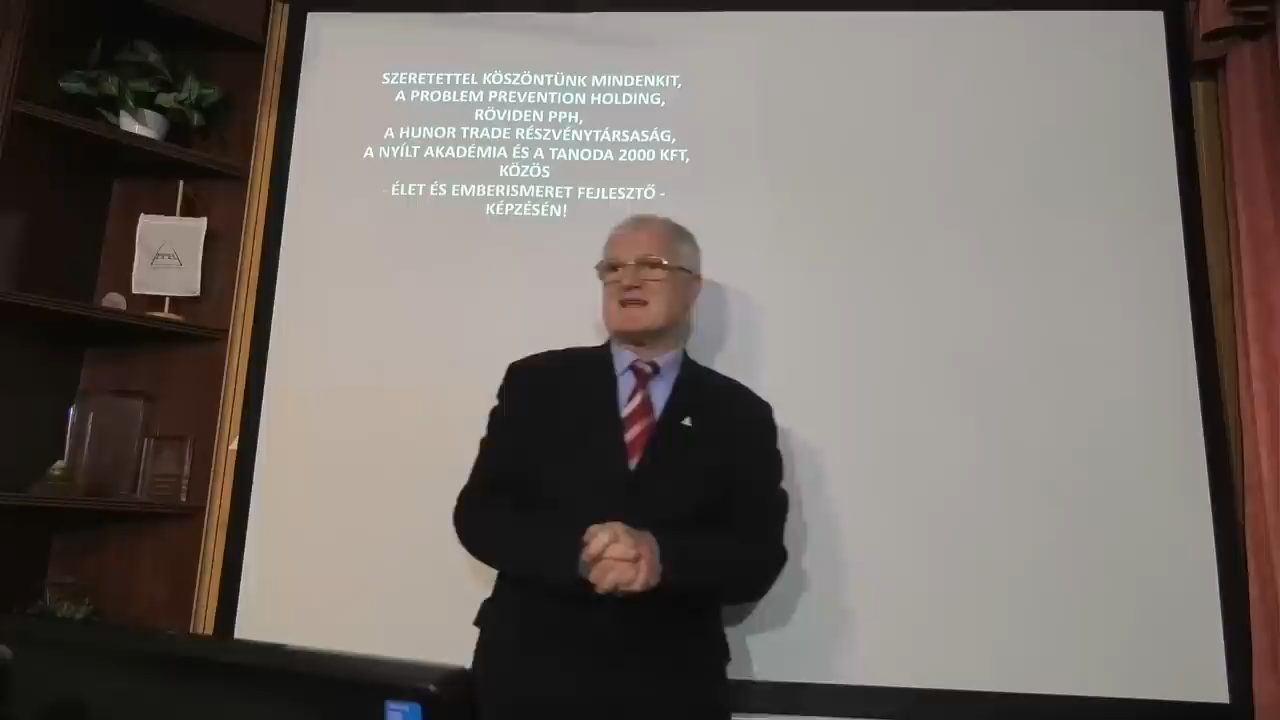 SZERETETTEL KÖSZÖNTÜNK MINDENKIT,
A PROBLEM PREVENTION HOLDING,
RÖVIDEN PPH,
A HUNOR TRADE RÉSZVÉNYTÁRSASÁG,
A NYÍLT AKADÉMIA ÉS A TANODA 2000 KFT,
KÖZÖS
- ÉLET ÉS EMBERISMERET FEJLESZTŐ -
KÉPZÉSÉN!